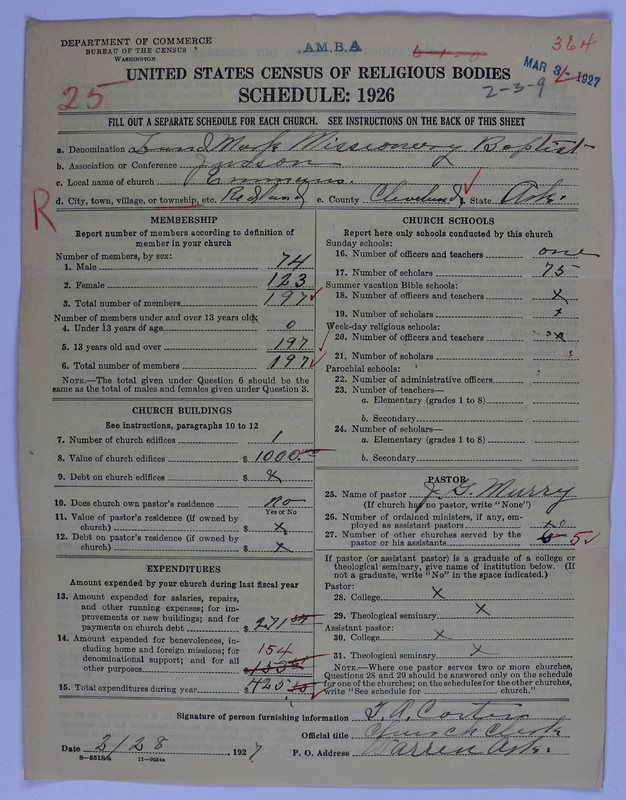 DEPARTMENT OF COMMERCE
BUREAU OF THE CENSUS
WASHINGTON
A.M.B.A
364
MAR 3 1927
25
2-3-9
UNITED STATES CENSUS OF RELIGIOUS BODIES
SCHEDULE: 1926
FILL OUT A SEPARATE SCHEDULE FOR EACH CHURCH. SEE INSTRUCTIONS ON THE BACK OF THIS SHEET
a. Denomination Land Mark Missionery Baptist
b. Association or Conference Judson
c. Local name of church Emmaus.
d. City, town, village, or township, etc. Redland e. County Cleveland State Ark.
R
MEMBERSHIP
Report number of members according to definition of
member in your church
Number of members, by sex:
1. Male 74
2. Female 123
3. Total number of members 197
Number of members under and over 13 years old
4. Under 13 years of age 0
5. 13 years old and over 197
6. Total number of members 197
NOTE.—The total given under Question 6 should be the
same as the total of males and females given under Question 3.
CHURCH BUILDINGS
See instructions, paragraphs 10 to 12
7. Number of church edifices 1
8. Value of church edifices $ 1000.00
9. Debt on church edifices $ x
10. Does church own pastor's residence no
Yes or No
11. Value of pastor's residence (if owned by
church) $ x
12. Debt on pastor's residence (if owned by
church) $ x
EXPENDITURES
Amount expended by your church during last fiscal year
13. Amount expended for salaries, repairs,
and other running expenses; for im-
provements or new buildings; and for
payments on church debt $ 271
14. Amount expended for benevolences, in-
cluding home and foreign missions; for
denominational support; and for all
other purposes 154
$ 153
15. Total expenditures during year $ 425
CHURCH SCHOOLS
Report here only schools conducted by this church
Sunday schools:
16. Number of officers and teachers one
17. Number of scholars 75
Summer vacation Bible schools:
18. Number of officers and teachers x
19. Number of scholars x
Week-day religious schools:
20. Number of officers and teachers x
21. Number of scholars
Parochial schools:
22. Number of administrative officers
23. Number of teachers—
a. Elementary (grades 1 to 8)
b. Secondary
24. Number of scholars—
a. Elementary (grades 1 to 8)
b. Secondary
PASTOR
25. Name of pastor J. G. Murry
(If church has no pastor, write "None")
26. Number of ordained ministers, if any, em-
ployed as assistant pastors
27. Number of other churches served by the
pastor or his assistants 6 5
If pastor (or assistant pastor) is a graduate of a college or
theological seminary, give name of institution below. (If
not a graduate, write "No" in the space indicated.)
Pastor:
28. College x
29. Theological seminary x
Assistant pastor:
30. College x
31. Theological seminary x
NOTE.—Where one pastor serves two or more churches,
Questions 28 and 29 should be answered only on the schedule
for one of the churches; on the schedules for the other churches,
write "See schedule for church."
Signature of person furnishing information
Official title Church Clerk
Date 2/28, 1927 P. O. Address Warren Ark.
8—5518a 11—9054a